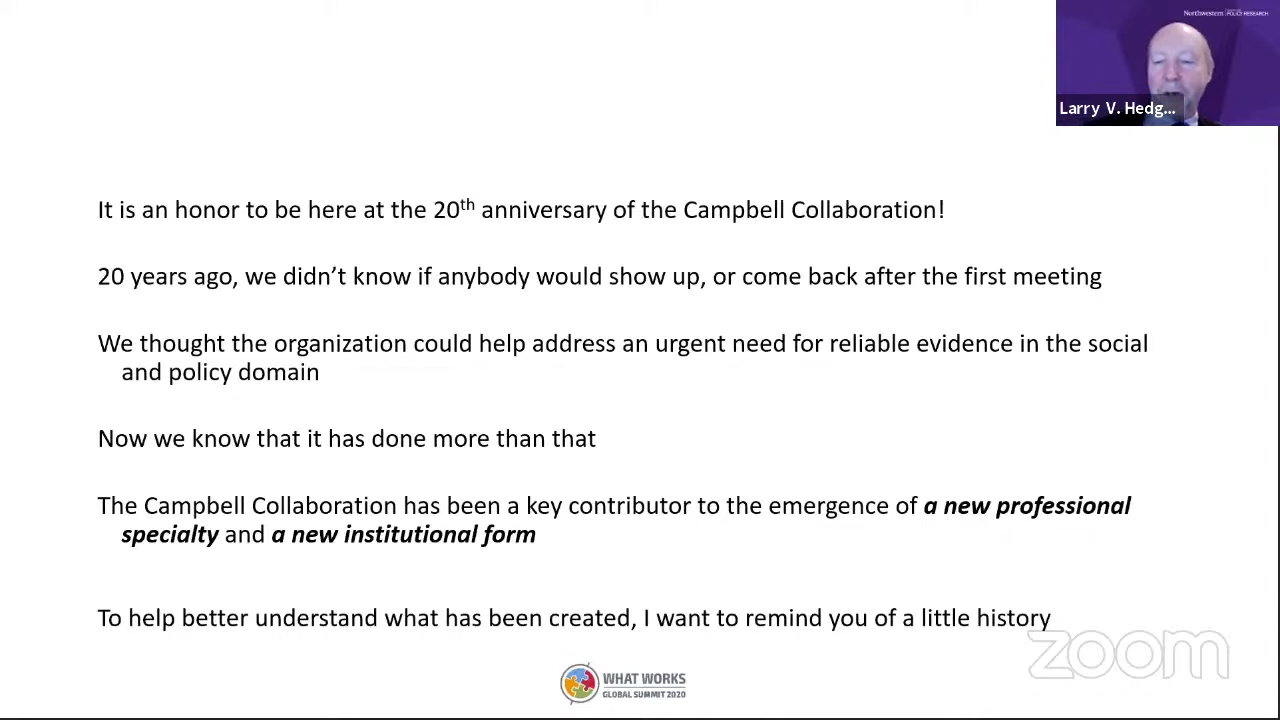 Northwestern
POLICY RESEARCH
Larry V. Hedg...
It is an honor to be here at the 20th anniversary of the Campbell Collaboration!
20 years ago, we didn’t know if anybody would show up, or come back after the first meeting
We thought the organization could help address an urgent need for reliable evidence in the social
and policy domain
Now we know that it has done more than that
The Campbell Collaboration has been a key contributor to the emergence of a new professional
specialty and a new institutional form
To help better understand what has been created, I want to remind you of a little history
zoom
WHAT WORKS
GLOBAL SUMMIT 2020